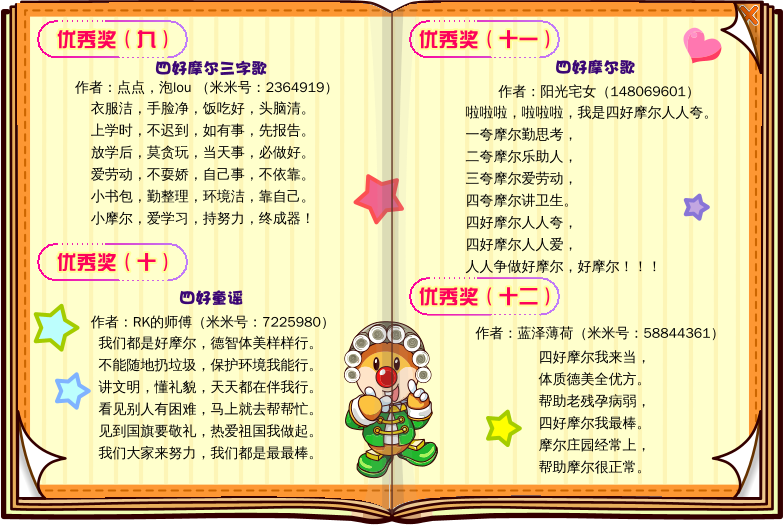 优秀奖（九）
四好摩尔三字歌
作者：点点，泡lou （米米号：2364919）
衣服洁，手脸净，饭吃好，头脑清。
上学时，不迟到，如有事，先报告。
放学后，莫贪玩，当天事，必做好。
爱劳动，不耍娇，自己事，不依靠。
小书包，勤整理，环境洁，靠自己。
小摩尔，爱学习，持努力，终成器！
优秀奖（十）
四好童谣
作者：RK的师傅（米米号：7225980）
我们都是好摩尔，德智体美样样行。
不能随地扔垃圾，保护环境我能行。
讲文明，懂礼貌，天天都在伴我行。
看见别人有困难，马上就去帮帮忙。
见到国旗要敬礼，热爱祖国我做起。
我们大家来努力，我们都是最最棒。
优秀奖（十一）
四好摩尔歌
作者：阳光宅女（148069601）
啦啦啦，啦啦啦，我是四好摩尔人人夸。
一夸摩尔勤思考，
二夸摩尔乐助人，
三夸摩尔爱劳动，
四夸摩尔讲卫生。
四好摩尔人人夸，
四好摩尔人人爱，
人人争做好摩尔，好摩尔！！！
优秀奖（十二）
作者：蓝泽薄荷（米米号：58844361）
四好摩尔我来当，
体质德美全优方。
帮助老残孕病弱，
四好摩尔我最棒。
摩尔庄园经常上，
帮助摩尔很正常。